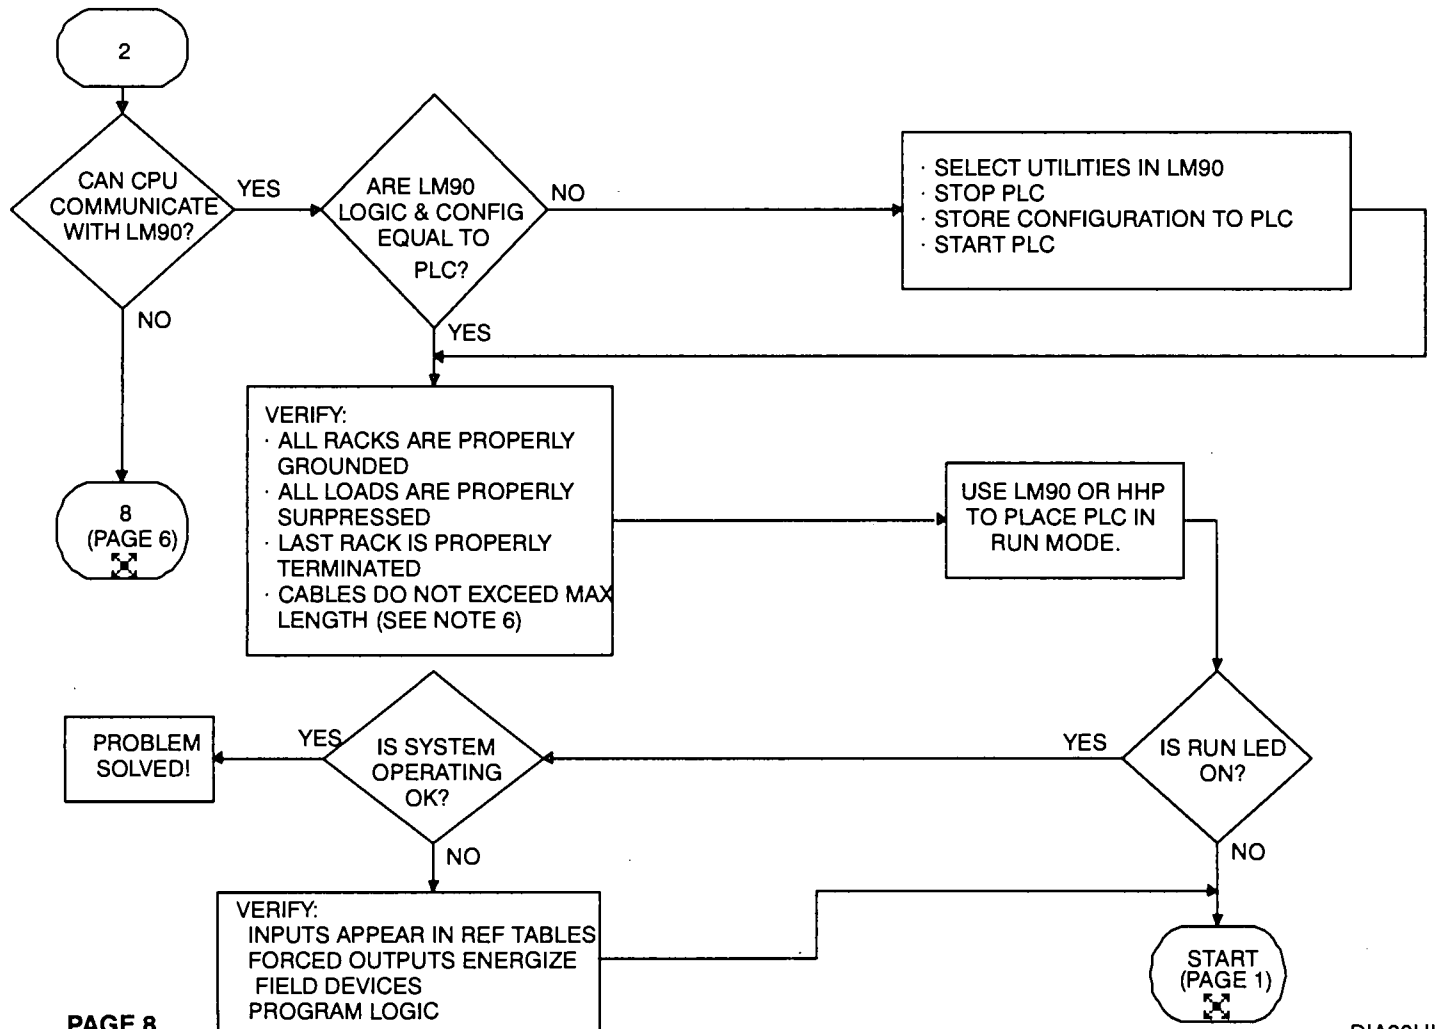 2
CAN CPU
COMMUNICATE
WITH LM90?
YES
NO
8
(PAGE 6)
ARE LM90
LOGIC & CONFIG
EQUAL TO
PLC?
NO
YES
· SELECT UTILITIES IN LM90
· STOP PLC
· STORE CONFIGURATION TO PLC
· START PLC
VERIFY:
· ALL RACKS ARE PROPERLY
GROUNDED
· ALL LOADS ARE PROPERLY
SURPRESSED
· LAST RACK IS PROPERLY
TERMINATED
· CABLES DO NOT EXCEED MAX
LENGTH (SEE NOTE 6)
USE LM90 OR HHP
TO PLACE PLC IN
RUN MODE.
IS RUN LED
ON?
YES
NO
IS SYSTEM
OPERATING
OK?
YES
PROBLEM
SOLVED!
NO
VERIFY:
INPUTS APPEAR IN REF TABLES
FORCED OUTPUTS ENERGIZE
FIELD DEVICES
PROGRAM LOGIC
START
(PAGE 1)
PAGE 8